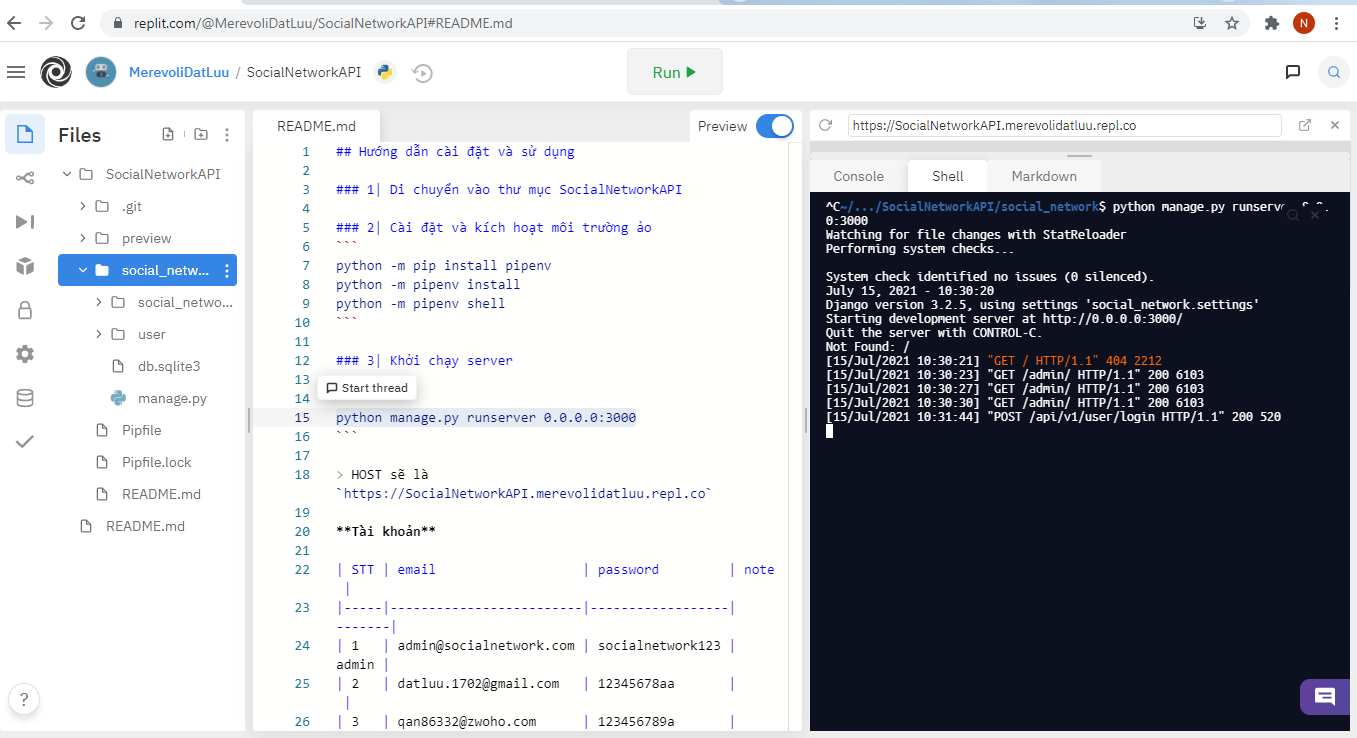 replit.com/@MerevoliDatLuu/SocialNetworkAPI#README.md
N
MerevoliDatLuu / SocialNetworkAPI
Run
Files
SocialNetworkAPI
.git
preview
social_netw...
social_netwo...
user
db.sqlite3
manage.py
Pipfile
Pipfile.lock
README.md
README.md
?
README.md
Preview
1 ## Hướng dẫn cài đặt và sử dụng
2
3 ### 1| Di chuyển vào thư mục SocialNetworkAPI
4
5 ### 2| Cài đặt và kích hoạt môi trường ảo
6 ```
7 python -m pip install pipenv
8 python -m pipenv install
9 python -m pipenv shell
10 ```
11
12 ### 3| Khởi chạy server
13
Start thread
14
15 python manage.py runserver 0.0.0.0:3000
16 ```
17
18 > HOST sẽ là
`https://SocialNetworkAPI.merevolidatluu.repl.co`
19
20 **Tài khoản**
21
22 | STT | email | password | note
|
23 |-----|-------------------------|------------------|
-------|
24 | 1 | admin@socialnetwork.com | socialnetwork123 |
admin |
25 | 2 | datluu.1702@gmail.com | 12345678aa |
|
26 | 3 | qan86332@zwoho.com | 123456789a |
https://SocialNetworkAPI.merevolidatluu.repl.co
Console
Shell
Markdown
^C~/.../SocialNetworkAPI/social_network$ python manage.py
0:3000
Watching for file changes with StatReloader
Performing system checks...
System check identified no issues (0 silenced).
July 15, 2021 - 10:30:20
Django version 3.2.5, using settings 'social_network.settings'
Starting development server at http://0.0.0.0:3000/
Quit the server with CONTROL-C.
Not Found: /
[15/Jul/2021 10:30:21] "GET / HTTP/1.1" 404 2212
[15/Jul/2021 10:30:23] "GET /admin/ HTTP/1.1" 200 6103
[15/Jul/2021 10:30:27] "GET /admin/ HTTP/1.1" 200 6103
[15/Jul/2021 10:30:30] "GET /admin/ HTTP/1.1" 200 6103
[15/Jul/2021 10:31:44] "POST /api/v1/user/login HTTP/1.1" 200 520